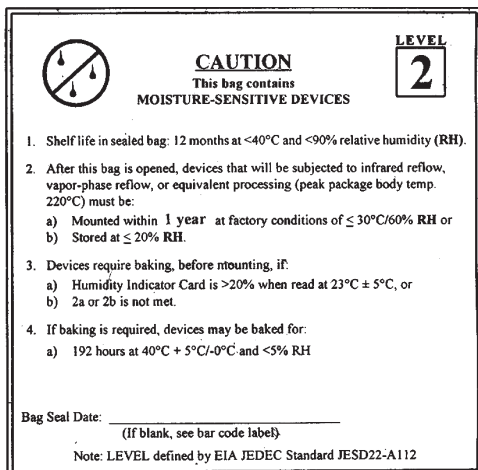 LEVEL
2
CAUTION
This bag contains
MOISTURE-SENSITIVE DEVICES
1. Shelf life in sealed bag: 12 months at <40°C and <90% relative humidity (RH).
2. After this bag is opened, devices that will be subjected to infrared reflow,
vapor-phase reflow, or equivalent processing (peak package body temp.
220°C) must be:
a) Mounted within 1 year at factory conditions of ≤ 30°C/60% RH or
b) Stored at ≤ 20% RH.
3. Devices require baking, before mounting, if:
a) Humidity Indicator Card is >20% when read at 23°C ± 5°C, or
b) 2a or 2b is not met.
4. If baking is required, devices may be baked for:
a) 192 hours at 40°C + 5°C/-0°C and <5% RH
Bag Seal Date:
(If blank, see bar code label)
Note: LEVEL defined by EIA JEDEC Standard JESD22-A112